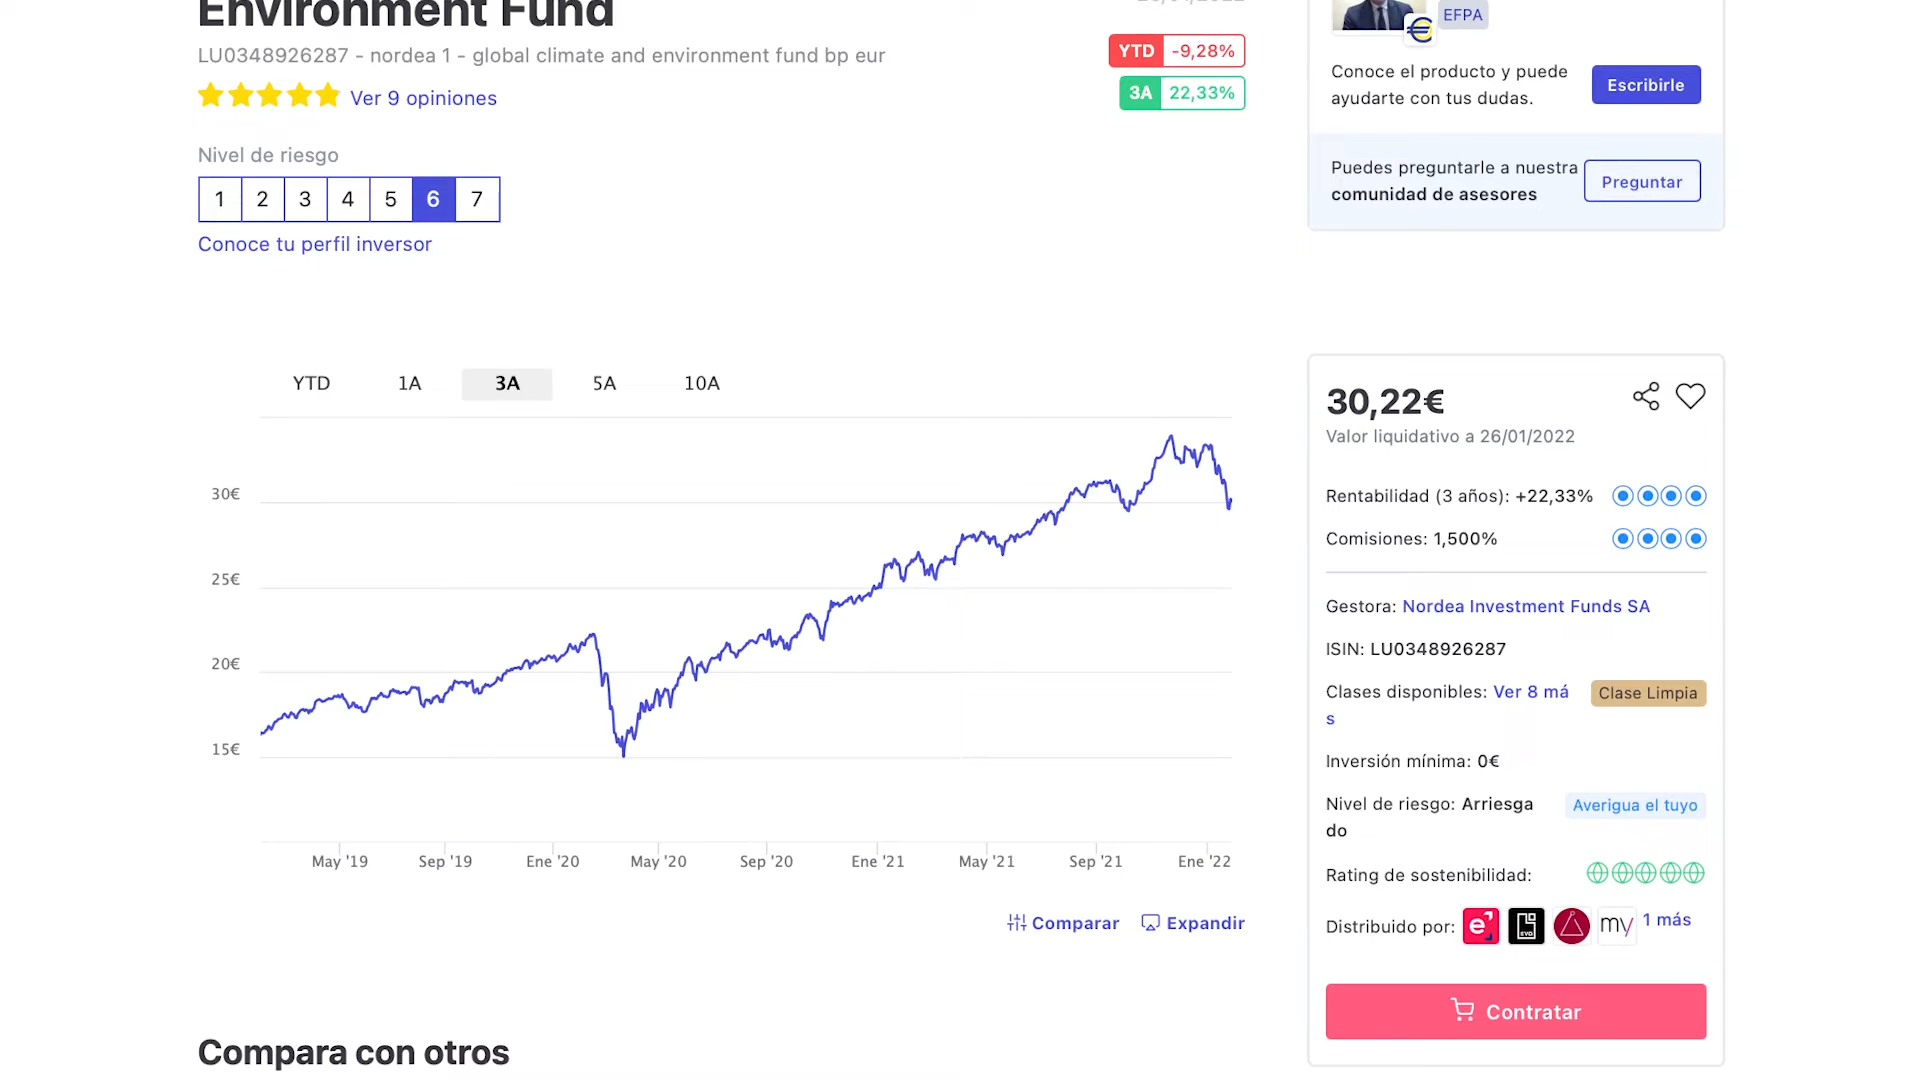 Environment Fund
LU0348926287 - nordea 1 - global climate and environment fund bp eur
YTD -9,28%
3A 22,33%
Ver 9 opiniones
Nivel de riesgo
1 2 3 4 5 6 7
Conoce tu perfil inversor
EFPA
Conoce el producto y puede
ayudarte con tus dudas.
Escribirle
Puedes preguntarle a nuestra
comunidad de asesores
Preguntar
YTD 1A 3A 5A 10A
30€
25€
20€
15€
May '19 Sep '19 Ene '20 May '20 Sep '20 Ene '21 May '21 Sep '21 Ene '22
Comparar Expandir
Compara con otros
30,22€
Valor liquidativo a 26/01/2022
Rentabilidad (3 años): +22,33%
Comisiones: 1,500%
Gestora: Nordea Investment Funds SA
ISIN: LU0348926287
Clases disponibles: Ver 8 má
s
Clase Limpia
Inversión mínima: 0€
Nivel de riesgo: Arriesga
do
Averigua el tuyo
Rating de sostenibilidad:
Distribuido por: e EVO my 1 más
Contratar